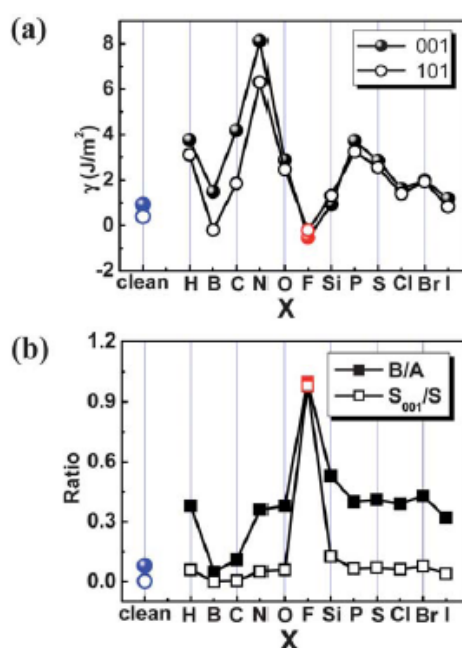 (a)
γ (J/m²)
8
6
4
2
0
-2
001
101
clean H B C N O F Si P S Cl Br I
X
(b)
Ratio
1.2
0.9
0.6
0.3
0.0
B/A
S₀₀₁/S
clean H B C N O F Si P S Cl Br I
X